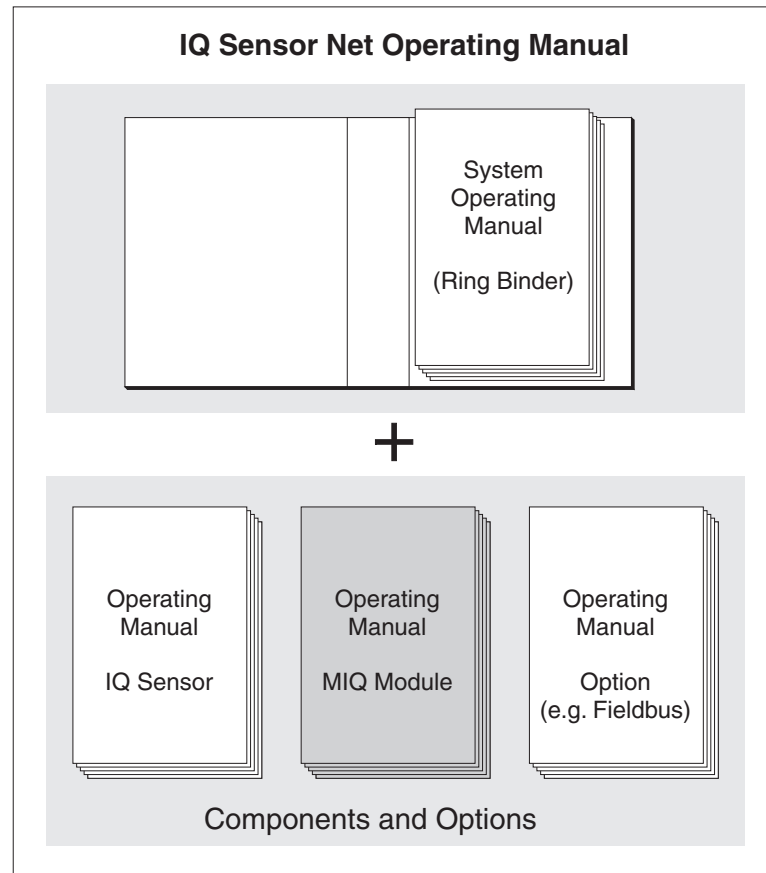 IQ Sensor Net Operating Manual
System
Operating
Manual
(Ring Binder)
+
Operating
Manual
IQ Sensor
Operating
Manual
MIQ Module
Operating
Manual
Option
(e.g. Fieldbus)
Components and Options